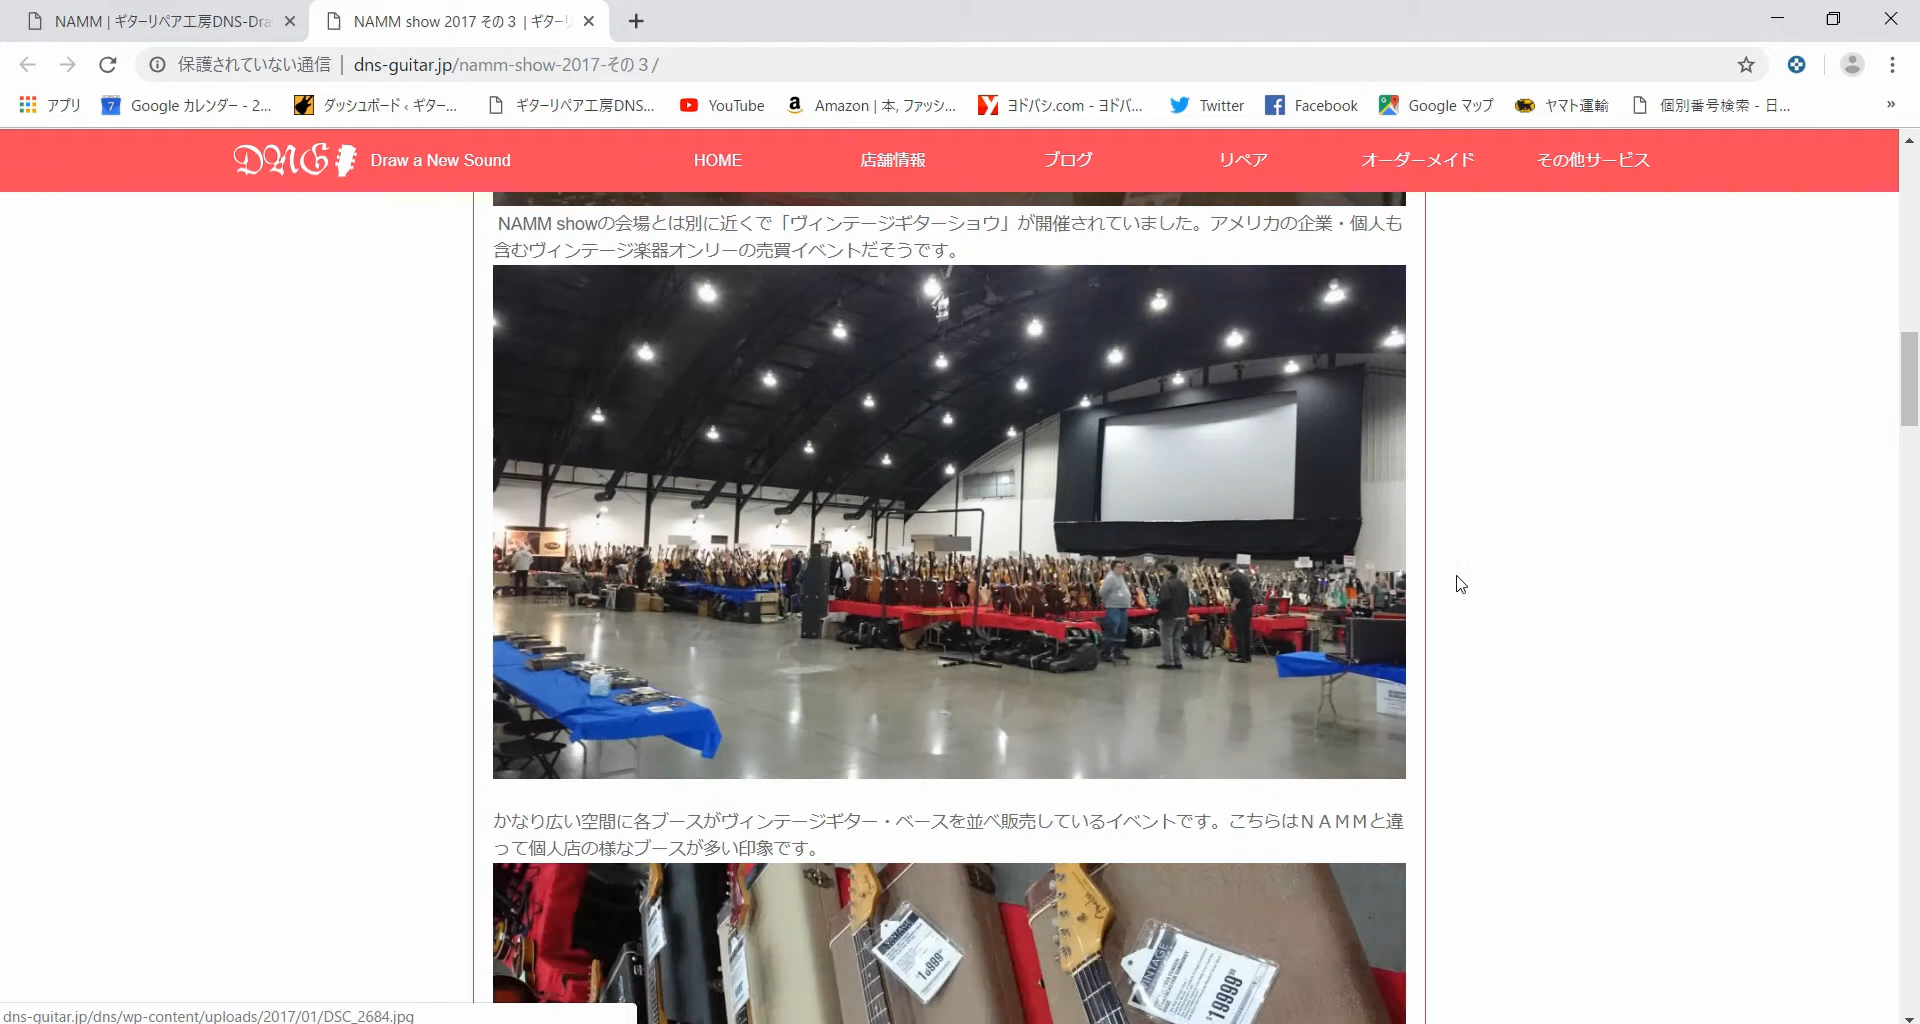 NAMM | ギターリペア工房DNS-Dra
NAMM show 2017 その３ | ギターリ
保護されていない通信 | dns-guitar.jp/namm-show-2017-その３/
アプリ
Google カレンダー - 2...
ダッシュボード ‹ ギター...
ギターリペア工房DNS...
YouTube
Amazon | 本, ファッシ...
ヨドバシ.com - ヨドバ...
Twitter
Facebook
Google マップ
ヤマト運輸
個別番号検索 - 日...
»
DNS Draw a New Sound
HOME
店舗情報
ブログ
リペア
オーダーメイド
その他サービス
NAMM showの会場とは別に近くで「ヴィンテージギターショウ」が開催されていました。アメリカの企業・個人も
含むヴィンテージ楽器オンリーの売買イベントだそうです。
かなり広い空間に各ブースがヴィンテージギター・ベースを並べ販売しているイベントです。こちらはＮＡＭＭと違
って個人店の様なブースが多い印象です。
VINTAGE
$19999
dns-guitar.jp/dns/wp-content/uploads/2017/01/DSC_2684.jpg